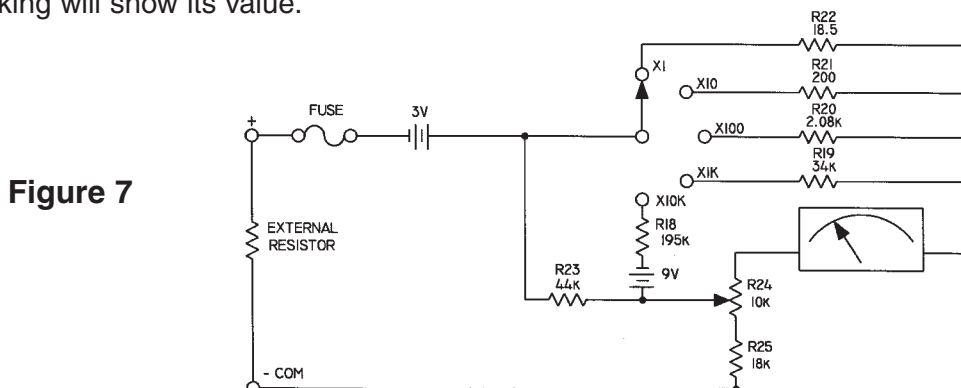 king will show its value.
Figure 7
+
FUSE
3V
EXTERNAL
RESISTOR
- COM
X1
X10
X100
X1K
X10K
R22
18.5
R21
200
R20
2.08K
R19
34K
R18
195K
9V
R23
44K
R24
10K
R25
18K